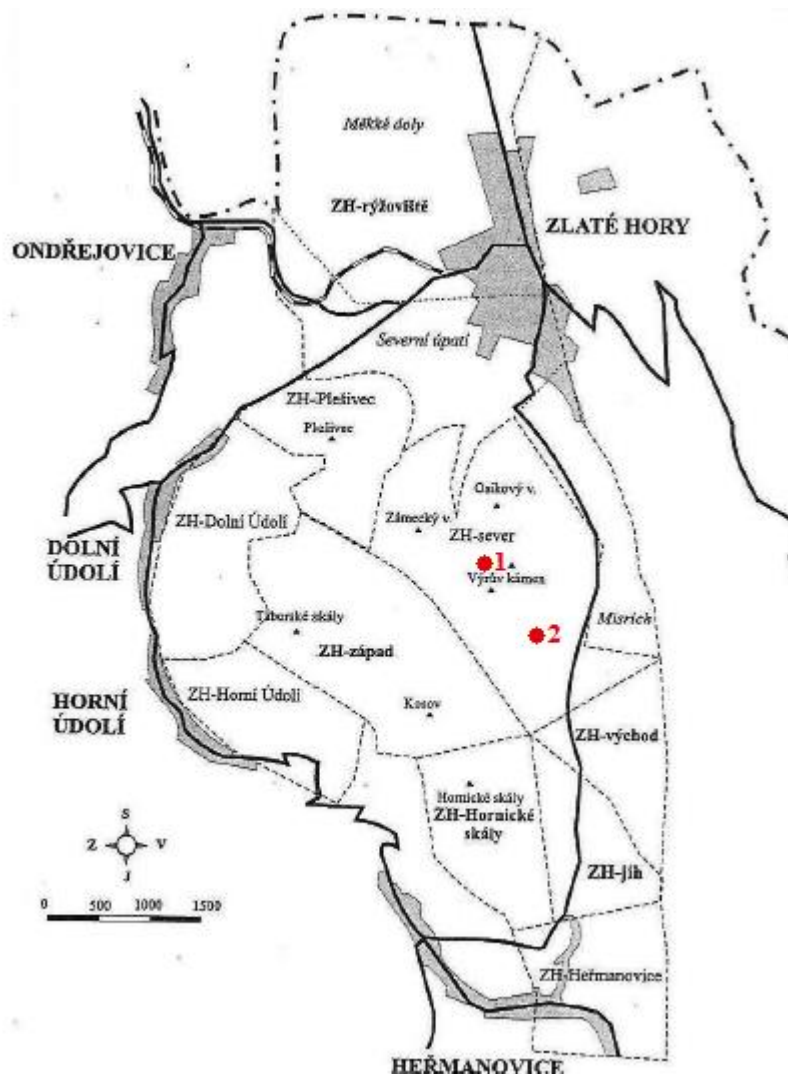 Měkké doly
ZH-rýžoviště
ZLATÉ HORY
ONDŘEJOVICE
Severní úpatí
ZH-Plešivec
Plešivec
Osikový v.
ZH-Dolní Údolí
Zámecký v.
ZH-sever
1
DOLNÍ
ÚDOLÍ
Výrův kámen
Táborské skály
Misrich
2
ZH-západ
ZH-Horní Údolí
HORNÍ
ÚDOLÍ
Kosov
ZH-východ
Hornické skály
ZH-Hornické
skály
S
Z V
J
ZH-jih
0 500 1000 1500
ZH-Heřmanovice
HEŘMANOVICE